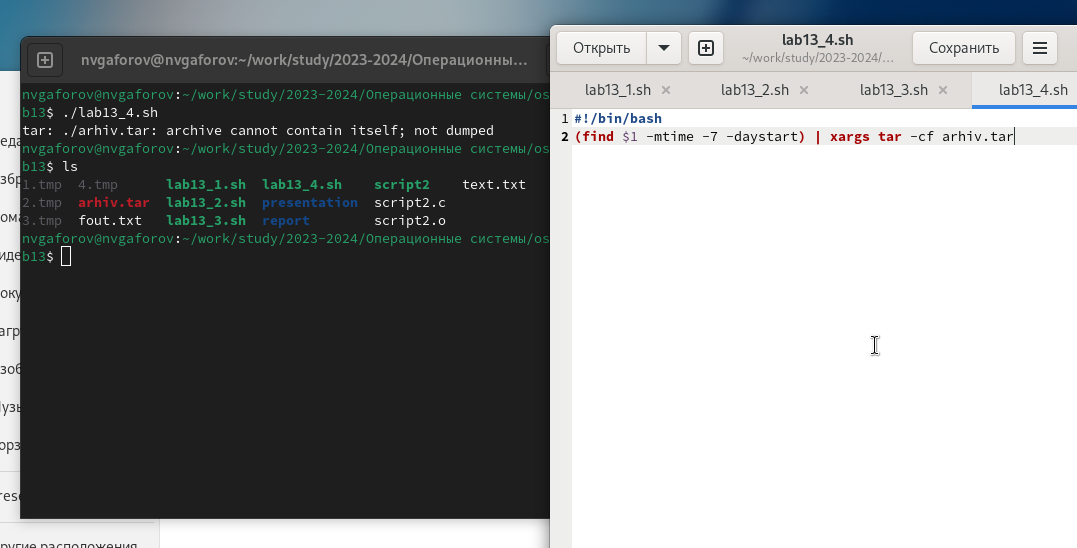 nvgaforov@nvgaforov:~/work/study/2023-2024/Операционны...
nvgaforov@nvgaforov:~/work/study/2023-2024/Операционные системы/os
b13$ ./lab13_4.sh
tar: ./arhiv.tar: archive cannot contain itself; not dumped
nvgaforov@nvgaforov:~/work/study/2023-2024/Операционные системы/os
b13$ ls
1.tmp 4.tmp lab13_1.sh lab13_4.sh script2 text.txt
2.tmp arhiv.tar lab13_2.sh presentation script2.c
3.tmp fout.txt lab13_3.sh report script2.o
nvgaforov@nvgaforov:~/work/study/2023-2024/Операционные системы/os
b13$
Открыть
lab13_4.sh
~/work/study/2023-2024/...
Сохранить
lab13_1.sh × lab13_2.sh × lab13_3.sh × lab13_4.sh
1 #!/bin/bash
2 (find $1 -mtime -7 -daystart) | xargs tar -cf arhiv.tar
ругие расположения